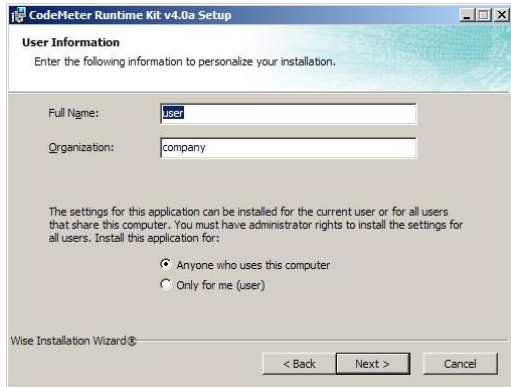 CodeMeter Runtime Kit v4.0a Setup
User Information
Enter the following information to personalize your installation.
Full Name:
user
Organization:
company
The settings for this application can be installed for the current user or for all users
that share this computer. You must have administrator rights to install the settings for
all users. Install this application for:
Anyone who uses this computer
Only for me (user)
Wise Installation Wizard®
< Back
Next >
Cancel